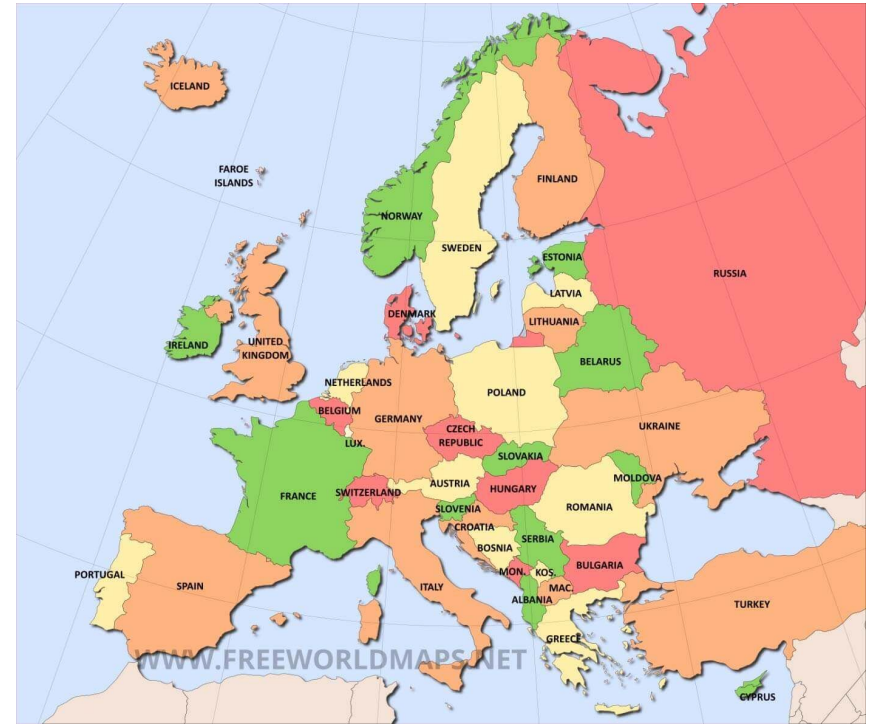 ICELAND
FAROE
ISLANDS
NORWAY
SWEDEN
FINLAND
RUSSIA
ESTONIA
LATVIA
LITHUANIA
DENMARK
IRELAND
UNITED
KINGDOM
BELARUS
NETHERLANDS
POLAND
BELGIUM
GERMANY
UKRAINE
CZECH
REPUBLIC
LUX.
SLOVAKIA
MOLDOVA
AUSTRIA
FRANCE
SWITZERLAND
HUNGARY
ROMANIA
SLOVENIA
CROATIA
SERBIA
BOSNIA
BULGARIA
MON.
KOS.
PORTUGAL
SPAIN
ITALY
MAC.
ALBANIA
TURKEY
GREECE
WWW.FREEWORLDMAPS.NET
CYPRUS